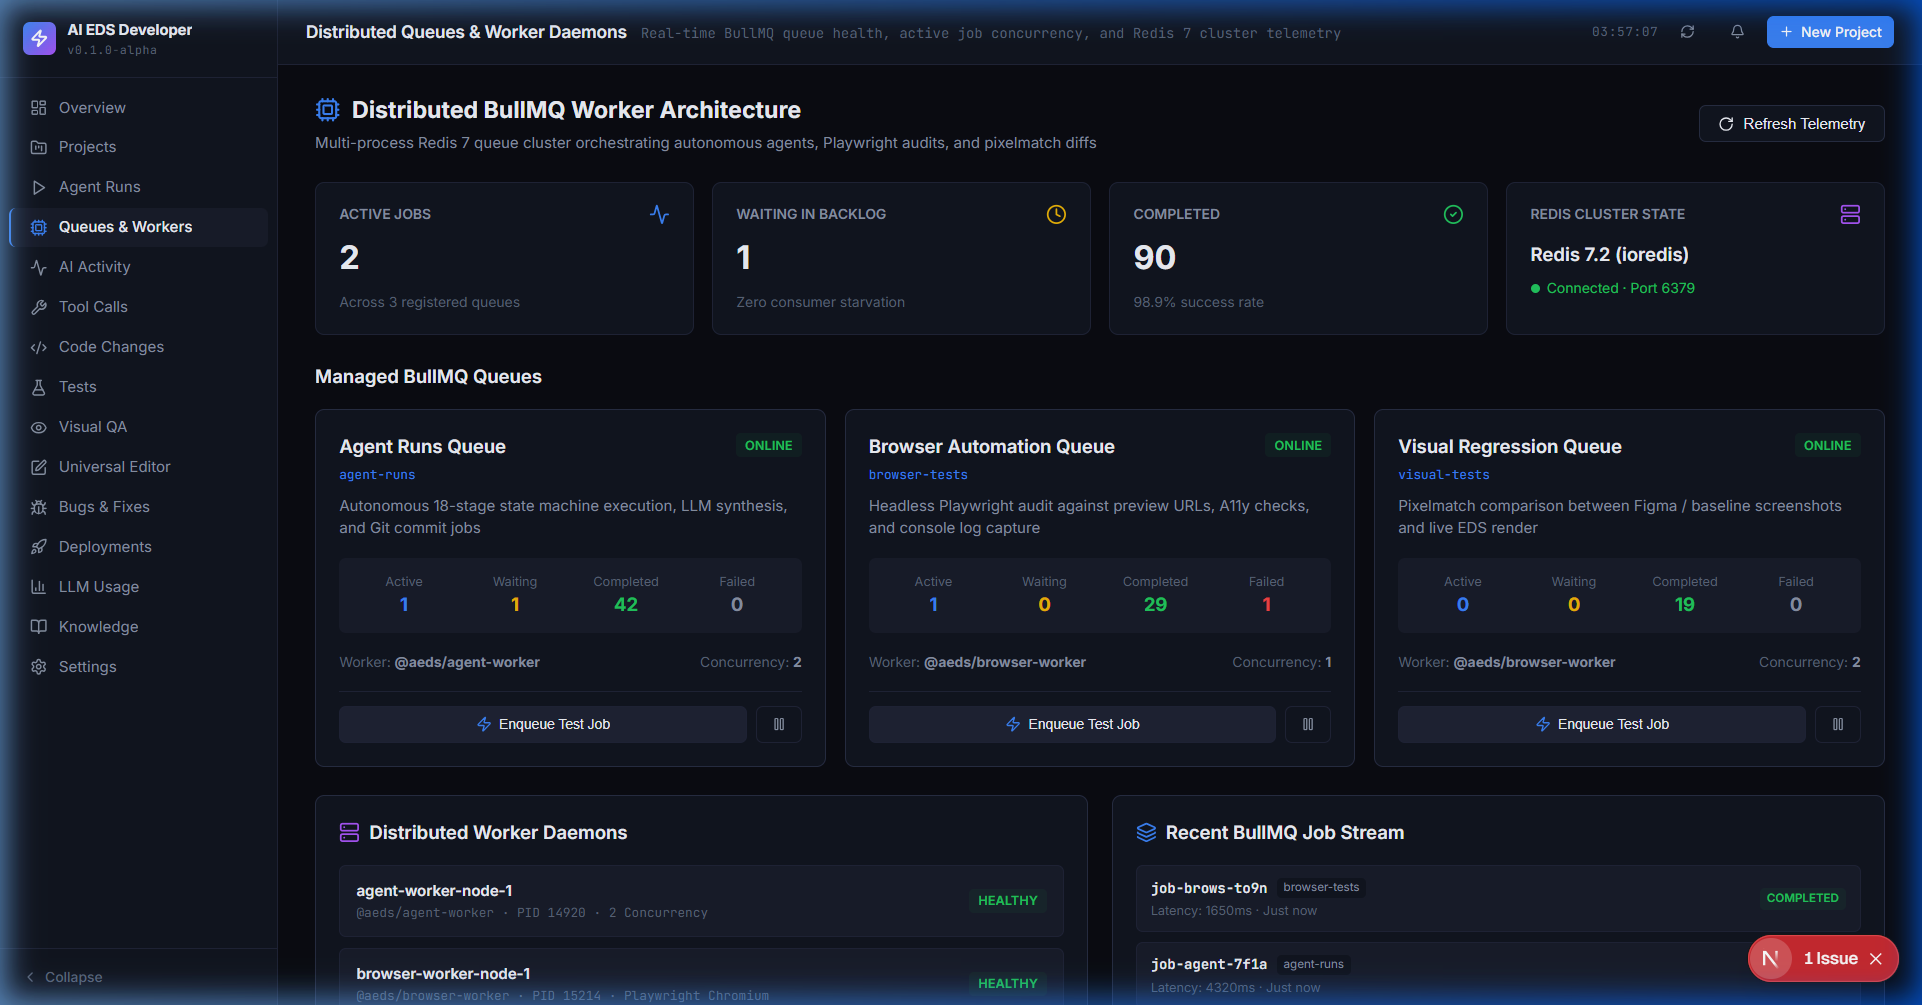 AI EDS Developer
v0.1.0-alpha
Overview
Projects
Agent Runs
Queues & Workers
AI Activity
Tool Calls
Code Changes
Tests
Visual QA
Universal Editor
Bugs & Fixes
Deployments
LLM Usage
Knowledge
Settings
Collapse
Distributed Queues & Worker Daemons Real-time BullMQ queue health, active job concurrency, and Redis 7 cluster telemetry 03:57:07 New Project
Distributed BullMQ Worker Architecture
Multi-process Redis 7 queue cluster orchestrating autonomous agents, Playwright audits, and pixelmatch diffs
Refresh Telemetry
ACTIVE JOBS
2
Across 3 registered queues
WAITING IN BACKLOG
1
Zero consumer starvation
COMPLETED
90
98.9% success rate
REDIS CLUSTER STATE
Redis 7.2 (ioredis)
Connected · Port 6379
Managed BullMQ Queues
Agent Runs Queue ONLINE
agent-runs
Autonomous 18-stage state machine execution, LLM synthesis,
and Git commit jobs
Active Waiting Completed Failed
1 1 42 0
Worker: @aeds/agent-worker Concurrency: 2
Enqueue Test Job
Browser Automation Queue ONLINE
browser-tests
Headless Playwright audit against preview URLs, A11y checks,
and console log capture
Active Waiting Completed Failed
1 0 29 1
Worker: @aeds/browser-worker Concurrency: 1
Enqueue Test Job
Visual Regression Queue ONLINE
visual-tests
Pixelmatch comparison between Figma / baseline screenshots
and live EDS render
Active Waiting Completed Failed
0 0 19 0
Worker: @aeds/browser-worker Concurrency: 2
Enqueue Test Job
Distributed Worker Daemons
agent-worker-node-1
@aeds/agent-worker · PID 14920 · 2 Concurrency
HEALTHY
browser-worker-node-1
@aeds/browser-worker · PID 15214 · Playwright Chromium
HEALTHY
Recent BullMQ Job Stream
job-brows-to9n browser-tests
Latency: 1650ms · Just now
COMPLETED
job-agent-7f1a agent-runs
Latency: 4320ms · Just now
N 1 Issue